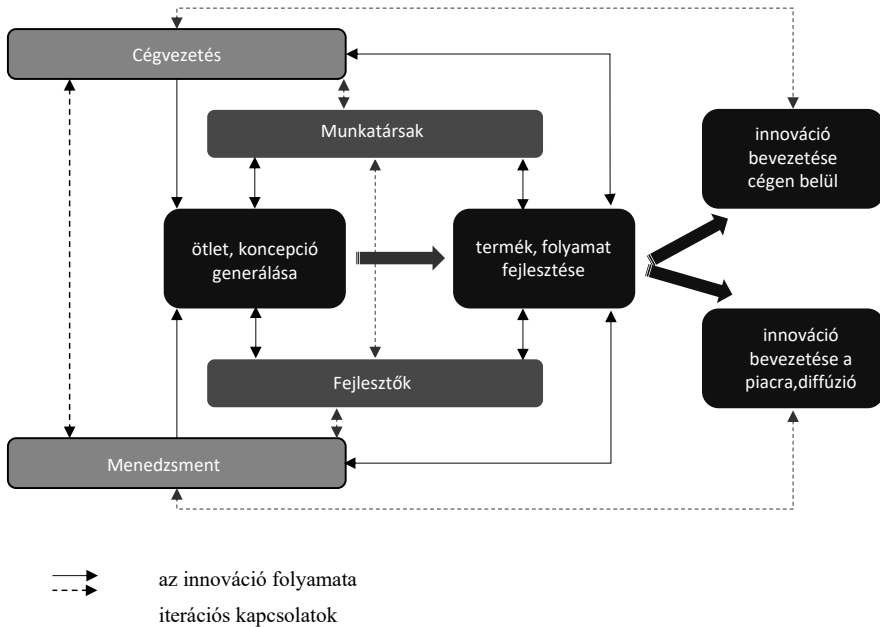 Cégvezetés
Munkatársak
innováció
bevezetése
cégen belül
ötlet, koncepció
generálása
termék, folyamat
fejlesztése
innováció
bevezetése a
piacra,diffúzió
Fejlesztők
Menedzsment
az innováció folyamata
iterációs kapcsolatok